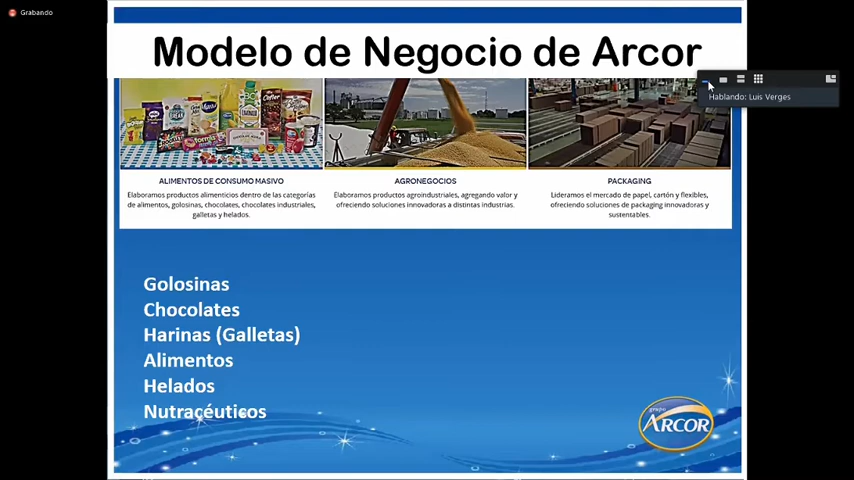 Grabando
Modelo de Negocio de Arcor
Hablando: Luis Verges
ALIMENTOS DE CONSUMO MASIVO
Elaboramos productos alimenticios dentro de las categorías
de alimentos, golosinas, chocolates, chocolates industriales,
galletas y helados.
AGRONEGOCIOS
Elaboramos productos agroindustriales, agregando valor y
ofreciendo soluciones innovadoras a distintas industrias.
PACKAGING
Lideramos el mercado de papel, cartón y flexibles,
ofreciendo soluciones de packaging innovadoras y
sustentables.
Golosinas
Chocolates
Harinas (Galletas)
Alimentos
Helados
Nutracéuticos
grupo
ARCOR